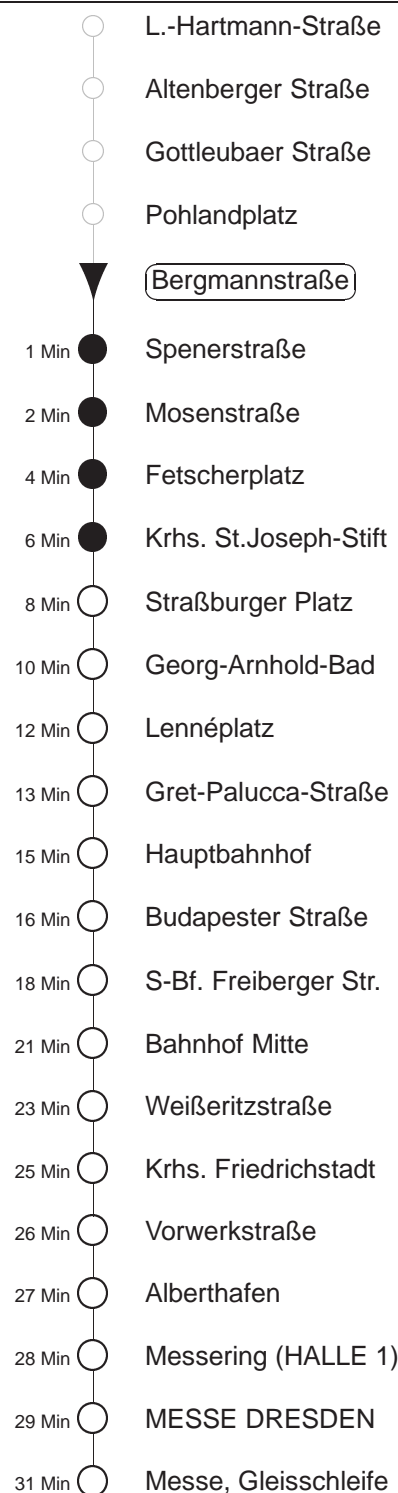 L.-Hartmann-Straße
Altenberger Straße
Gottleubaer Straße
Pohlandplatz
Bergmannstraße
1 Min Spenerstraße
2 Min Mosenstraße
4 Min Fetscherplatz
6 Min Krhs. St.Joseph-Stift
8 Min Straßburger Platz
10 Min Georg-Arnhold-Bad
12 Min Lennéplatz
13 Min Gret-Palucca-Straße
15 Min Hauptbahnhof
16 Min Budapester Straße
18 Min S-Bf. Freiberger Str.
21 Min Bahnhof Mitte
23 Min Weißeritzstraße
25 Min Krhs. Friedrichstadt
26 Min Vorwerkstraße
27 Min Alberthafen
28 Min Messering (HALLE 1)
29 Min MESSE DRESDEN
31 Min Messe, Gleisschleife